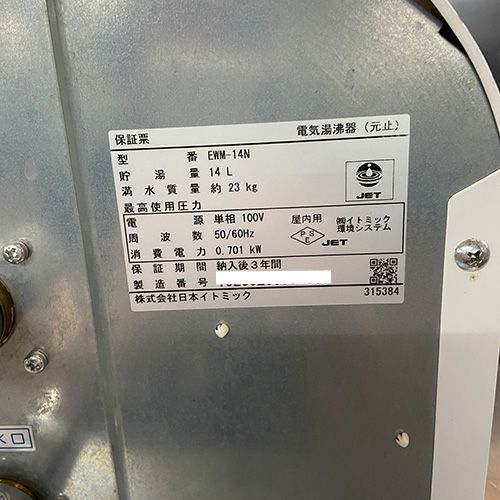 保証票 電気湯沸器(元止)
型番 EWM-14N
貯湯量 14 L
満水質量 約 23 kg
JET
最高使用圧力
電源 単相 100V 屋内用 ㈱イトミック
周波数 50/60Hz PSE JET 環境システム
消費電力 0.701 kW
保証期間 納入後3年間
製造番号
株式会社日本イトミック 315384
水口